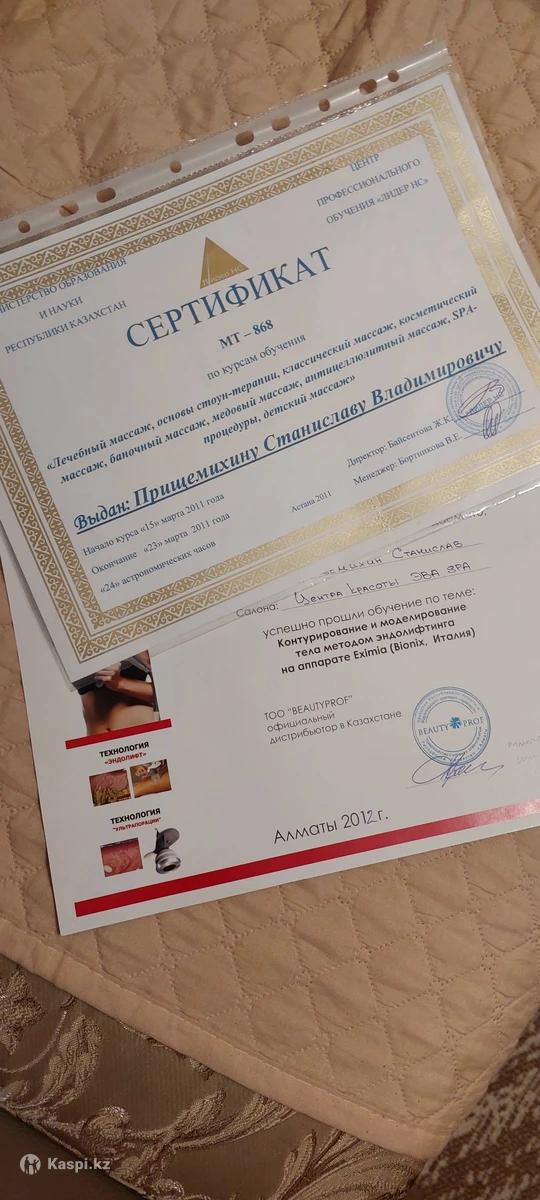 МИНИСТЕРСТВО ОБРАЗОВАНИЯ
И НАУКИ
РЕСПУБЛИКИ КАЗАХСТАН
ЦЕНТР
ПРОФЕССИОНАЛЬНОГО
ОБУЧЕНИЯ «ЛИДЕР НС»
СЕРТИФИКАТ
МТ – 868
по курсам обучения
«Лечебный массаж, основы стоун-терапии, классический массаж, косметический
массаж, баночный массаж, медовый массаж, антицеллюлитный массаж, SPA-
процедуры, детский массаж»
Выдан: Прищемихину Станиславу Владимировичу
Начало курса «15» марта 2011 года
Окончание «23» марта 2011 года
«24» астрономических часов
Астана 2011
Директор: Байсеитова Ж.К.
Менеджер: Бортникова В.Е.
Станислав
Салона: Центра Красоты ЭВА ЭРА
успешно прошли обучение по теме:
Контурирование и моделирование
тела методом эндолифтинга
на аппарате Eximia (Bionix, Италия)
ТОО "BEAUTYPROF"
официальный
дистрибьютор в Казахстане
BEAUTY PROF
ТЕХНОЛОГИЯ
«ЭНДОЛИФТ»
ТЕХНОЛОГИЯ
"УЛЬТРАПОРАЦИИ"
Алматы 2012 г.
Kaspi.kz